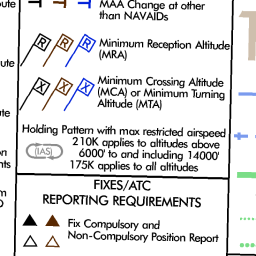 ute
MAA Change at other
than NAVAIDs
R R R
Minimum Reception Altitude
(MRA)
ute
X X X
Minimum Crossing Altitude
(MCA) or Minimum Turning
Altitude (MTA)
ute
Holding Pattern with max restricted airspeed
210K applies to altitudes above
(IAS)
6000' to and including 14000'
175K applies to all altitudes
on
nts
FIXES/ATC
REPORTING REQUIREMENTS
m
Fix Compulsory and
Non-Compulsory Position Report